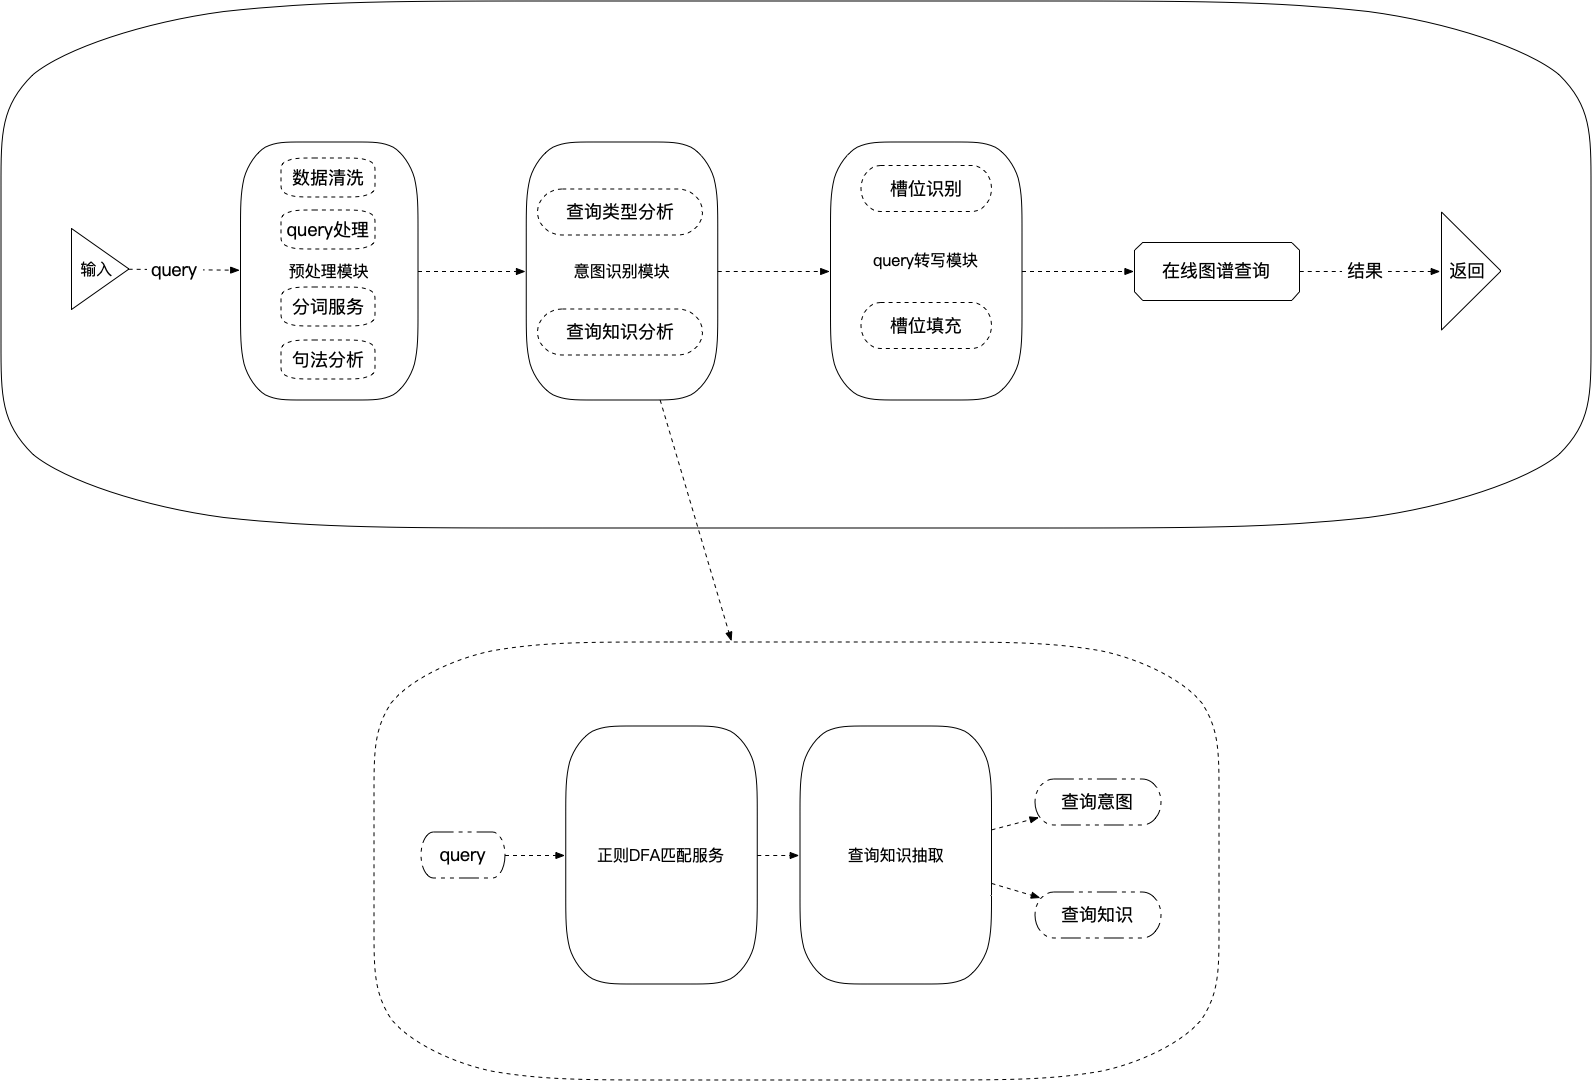 输入
query
数据清洗
query处理
预处理模块
分词服务
句法分析
查询类型分析
意图识别模块
查询知识分析
槽位识别
query转写模块
槽位填充
在线图谱查询
结果
返回
query
正则DFA匹配服务
查询知识抽取
查询意图
查询知识